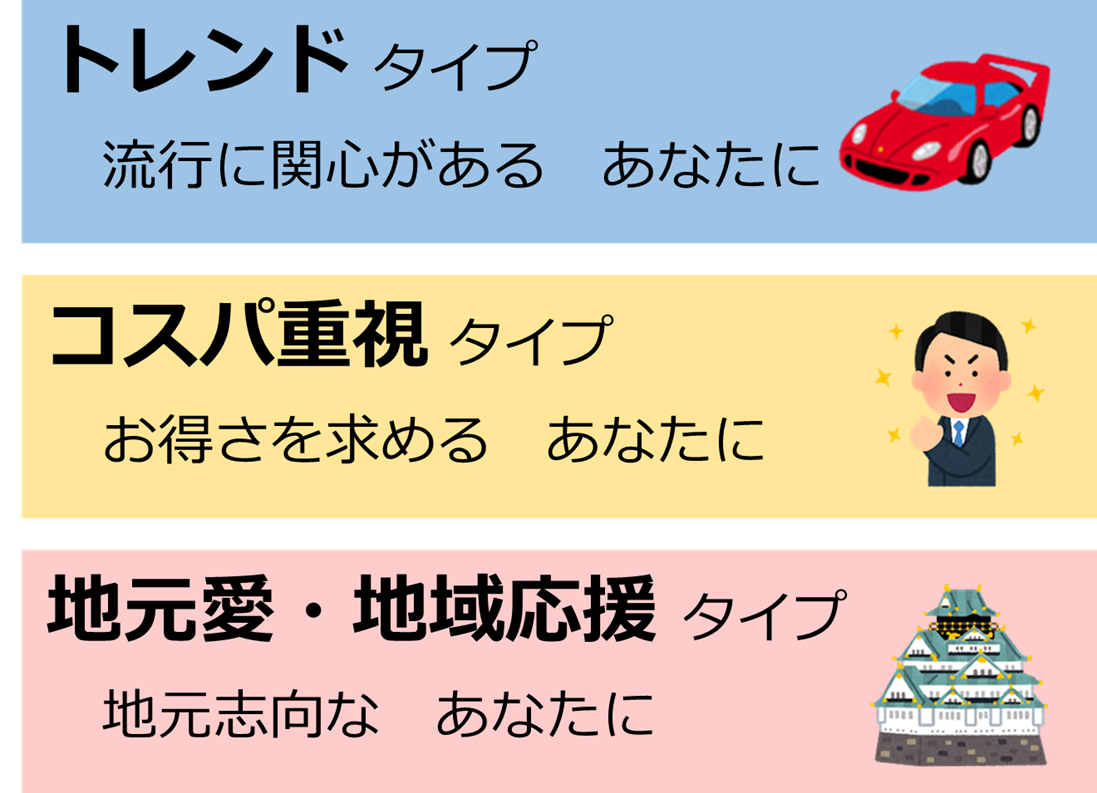 トレンド タイプ
流行に関心がある　あなたに
コスパ重視 タイプ
お得さを求める　あなたに
地元愛・地域応援 タイプ
地元志向な　あなたに